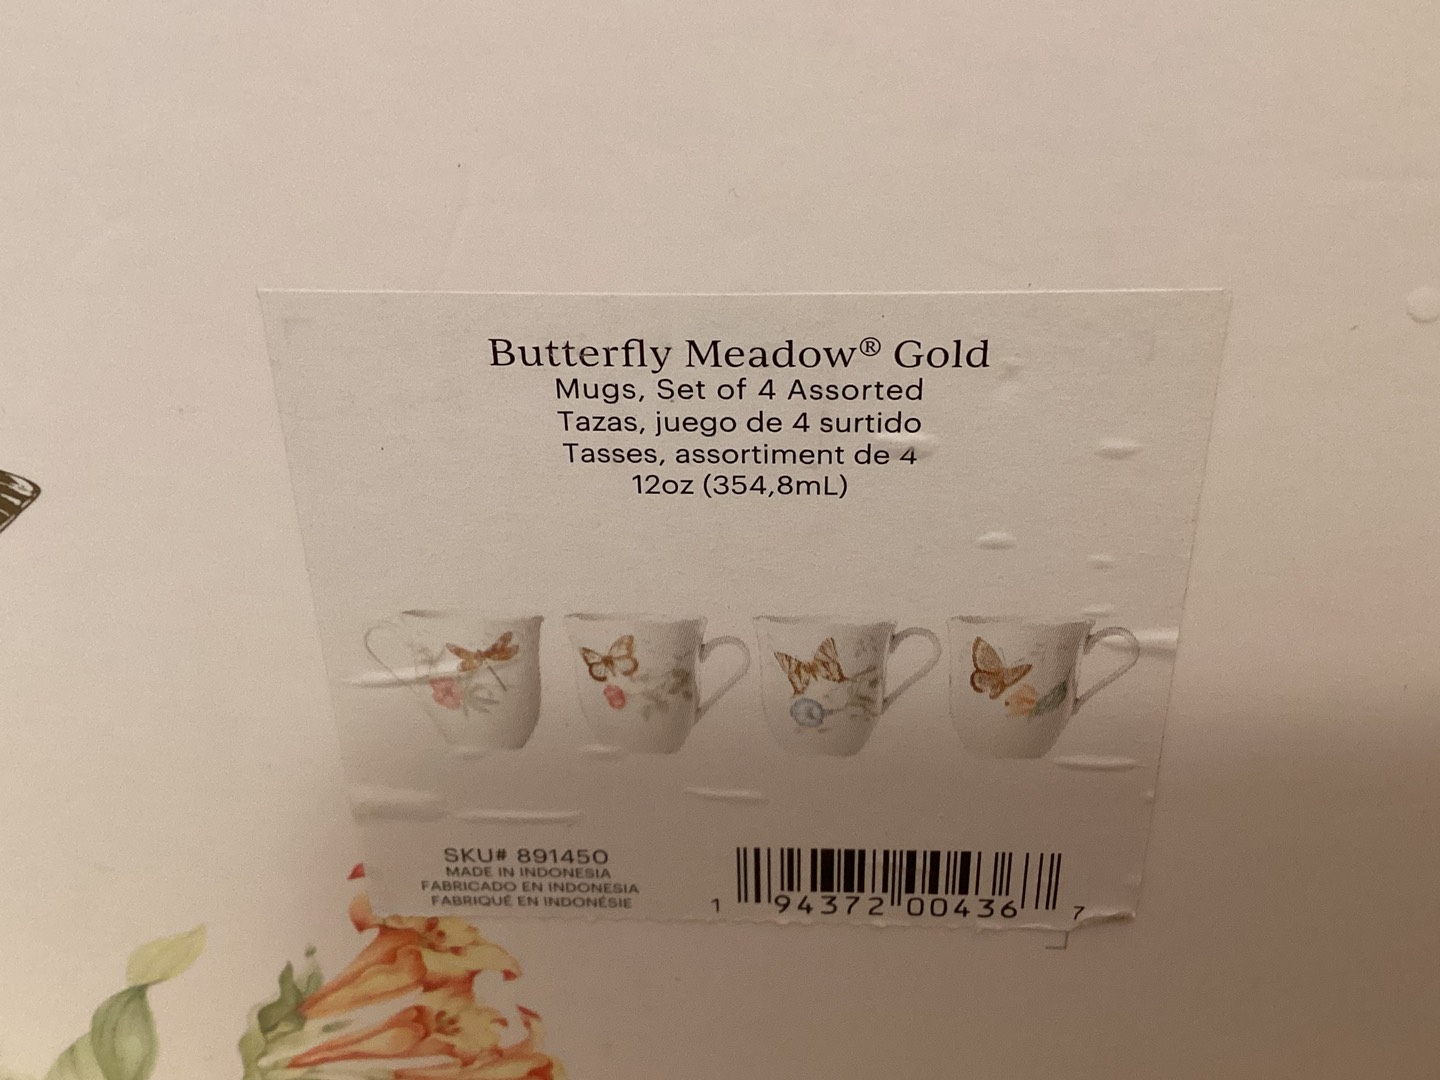 Butterfly Meadow® Gold
Mugs, Set of 4 Assorted
Tazas, juego de 4 surtido
Tasses, assortiment de 4
12oz (354,8mL)
SKU# 891450
MADE IN INDONESIA
FABRICADO EN INDONESIA
FABRIQUÉ EN INDONÉSIE
1 94372 00436 7